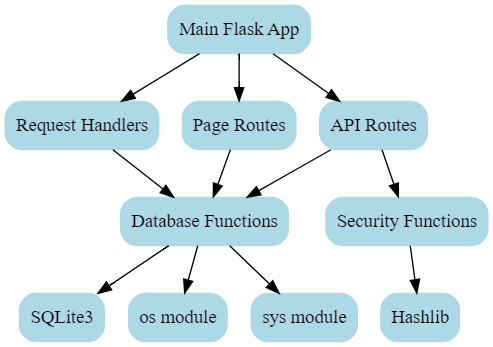 Main Flask App
Request Handlers
Page Routes
API Routes
Database Functions
Security Functions
SQLite3
os module
sys module
Hashlib